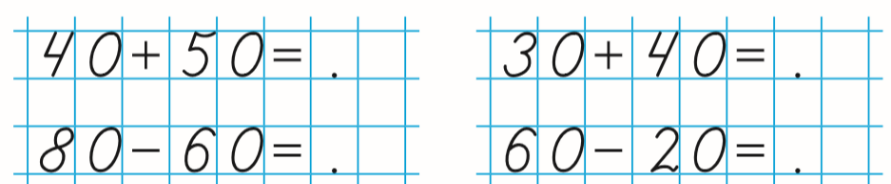 40+50= .
80-60= .
30+40= .
60-20= .